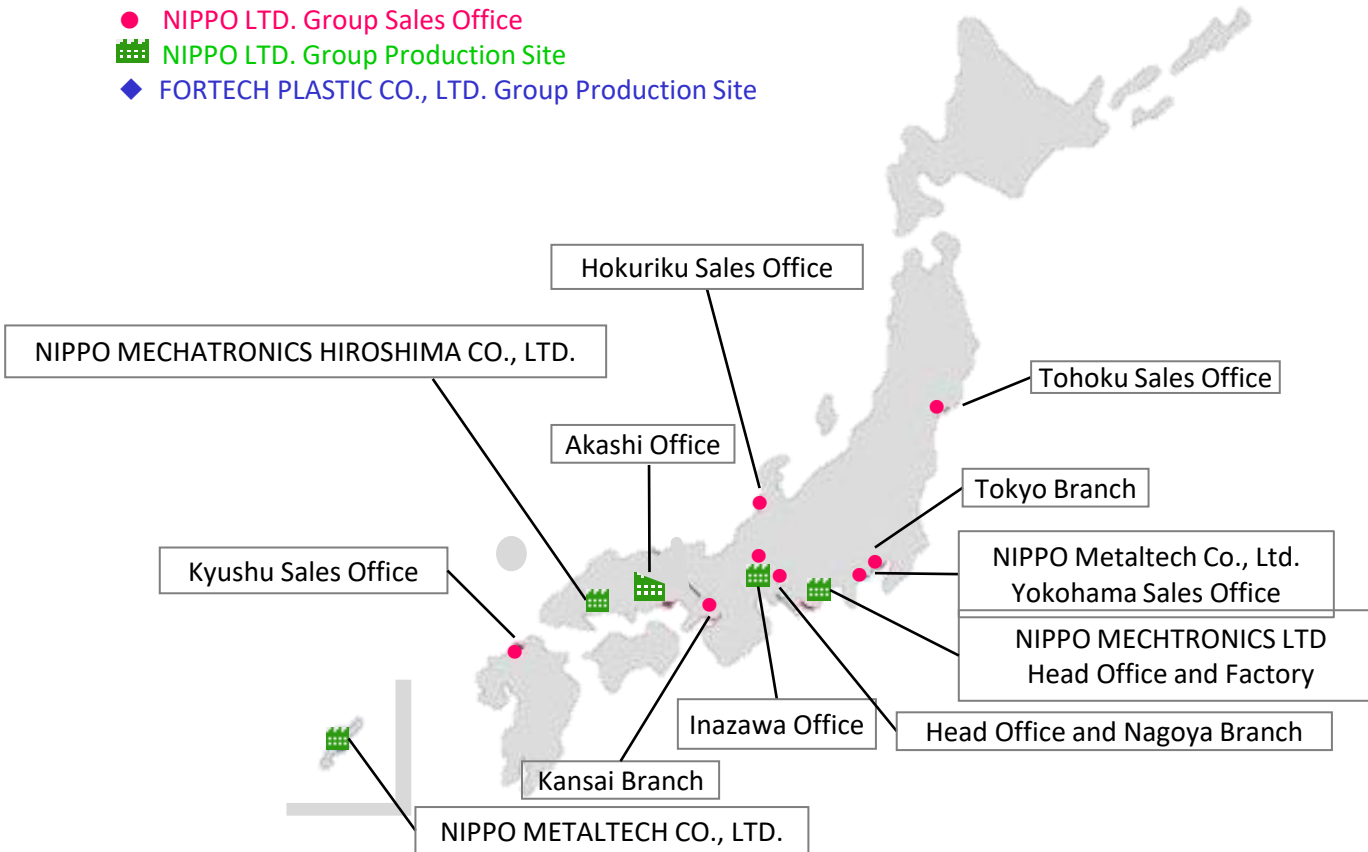 NIPPO LTD. Group Sales Office
NIPPO LTD. Group Production Site
FORTECH PLASTIC CO., LTD. Group Production Site
Hokuriku Sales Office
NIPPO MECHATRONICS HIROSHIMA CO., LTD.
Tohoku Sales Office
Akashi Office
Tokyo Branch
NIPPO Metaltech Co., Ltd.
Yokohama Sales Office
Kyushu Sales Office
NIPPO MECHTRONICS LTD
Head Office and Factory
Inazawa Office
Head Office and Nagoya Branch
Kansai Branch
NIPPO METALTECH CO., LTD.